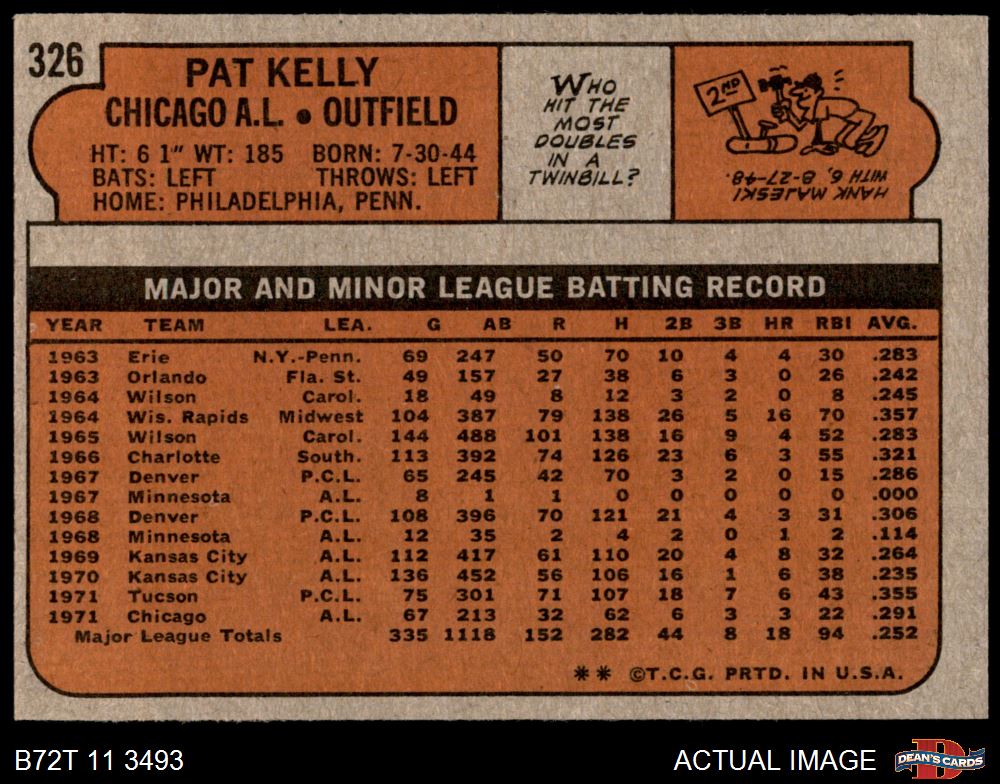 326
PAT KELLY
CHICAGO A.L. • OUTFIELD
HT: 6 1" WT: 185 BORN: 7-30-44
BATS: LEFT THROWS: LEFT
HOME: PHILADELPHIA, PENN.
WHO
HIT THE
MOST
DOUBLES
IN A
TWINBILL?
2ND
HANK MAJESKI
WITH 6, 8-27-48.
MAJOR AND MINOR LEAGUE BATTING RECORD
YEAR TEAM LEA. G AB R H 2B 3B HR RBI AVG.
1963 Erie N.Y.-Penn. 69 247 50 70 10 4 4 30 .283
1963 Orlando Fla. St. 49 157 27 38 6 3 0 26 .242
1964 Wilson Carol. 18 49 8 12 3 2 0 8 .245
1964 Wis. Rapids Midwest 104 387 79 138 26 5 16 70 .357
1965 Wilson Carol. 144 488 101 138 16 9 4 52 .283
1966 Charlotte South. 113 392 74 126 23 6 3 55 .321
1967 Denver P.C.L. 65 245 42 70 3 2 0 15 .286
1967 Minnesota A.L. 8 1 1 0 0 0 0 0 .000
1968 Denver P.C.L. 108 396 70 121 21 4 3 31 .306
1968 Minnesota A.L. 12 35 2 4 2 0 1 2 .114
1969 Kansas City A.L. 112 417 61 110 20 4 8 32 .264
1970 Kansas City A.L. 136 452 56 106 16 1 6 38 .235
1971 Tucson P.C.L. 75 301 71 107 18 7 6 43 .355
1971 Chicago A.L. 67 213 32 62 6 3 3 22 .291
Major League Totals 335 1118 152 282 44 8 18 94 .252
** ©T.C.G. PRTD. IN U.S.A.
B72T 11 3493
ACTUAL IMAGE
D
DEAN'S CARDS